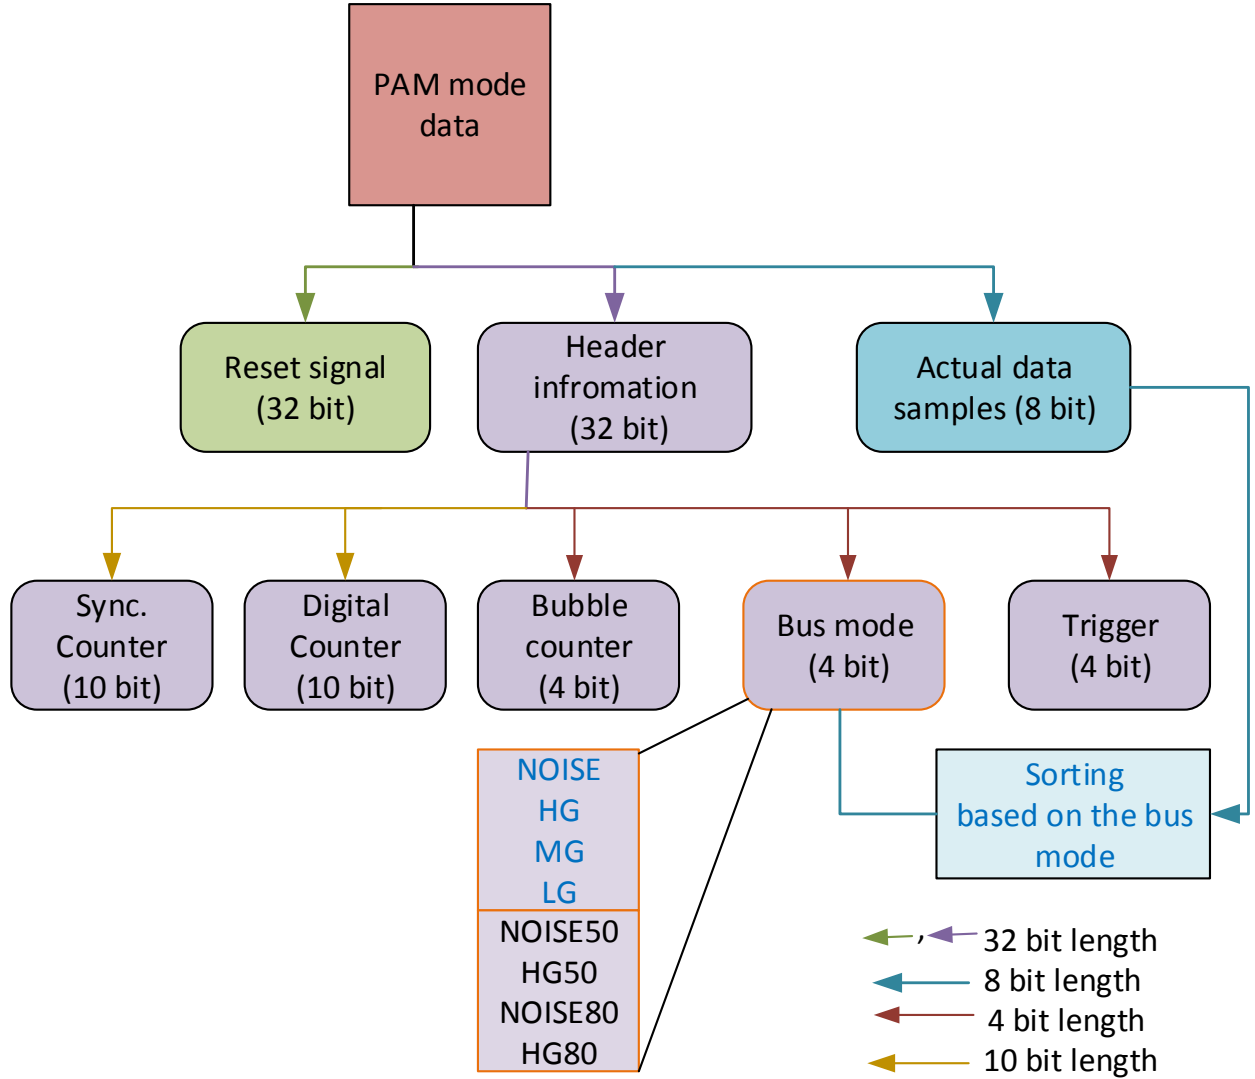 PAM mode
data
Reset signal
(32 bit)
Header
infromation
(32 bit)
Actual data
samples (8 bit)
Sync.
Counter
(10 bit)
Digital
Counter
(10 bit)
Bubble
counter
(4 bit)
Bus mode
(4 bit)
Trigger
(4 bit)
NOISE
HG
MG
LG
NOISE50
HG50
NOISE80
HG80
Sorting
based on the bus
mode
, 32 bit length
8 bit length
4 bit length
10 bit length